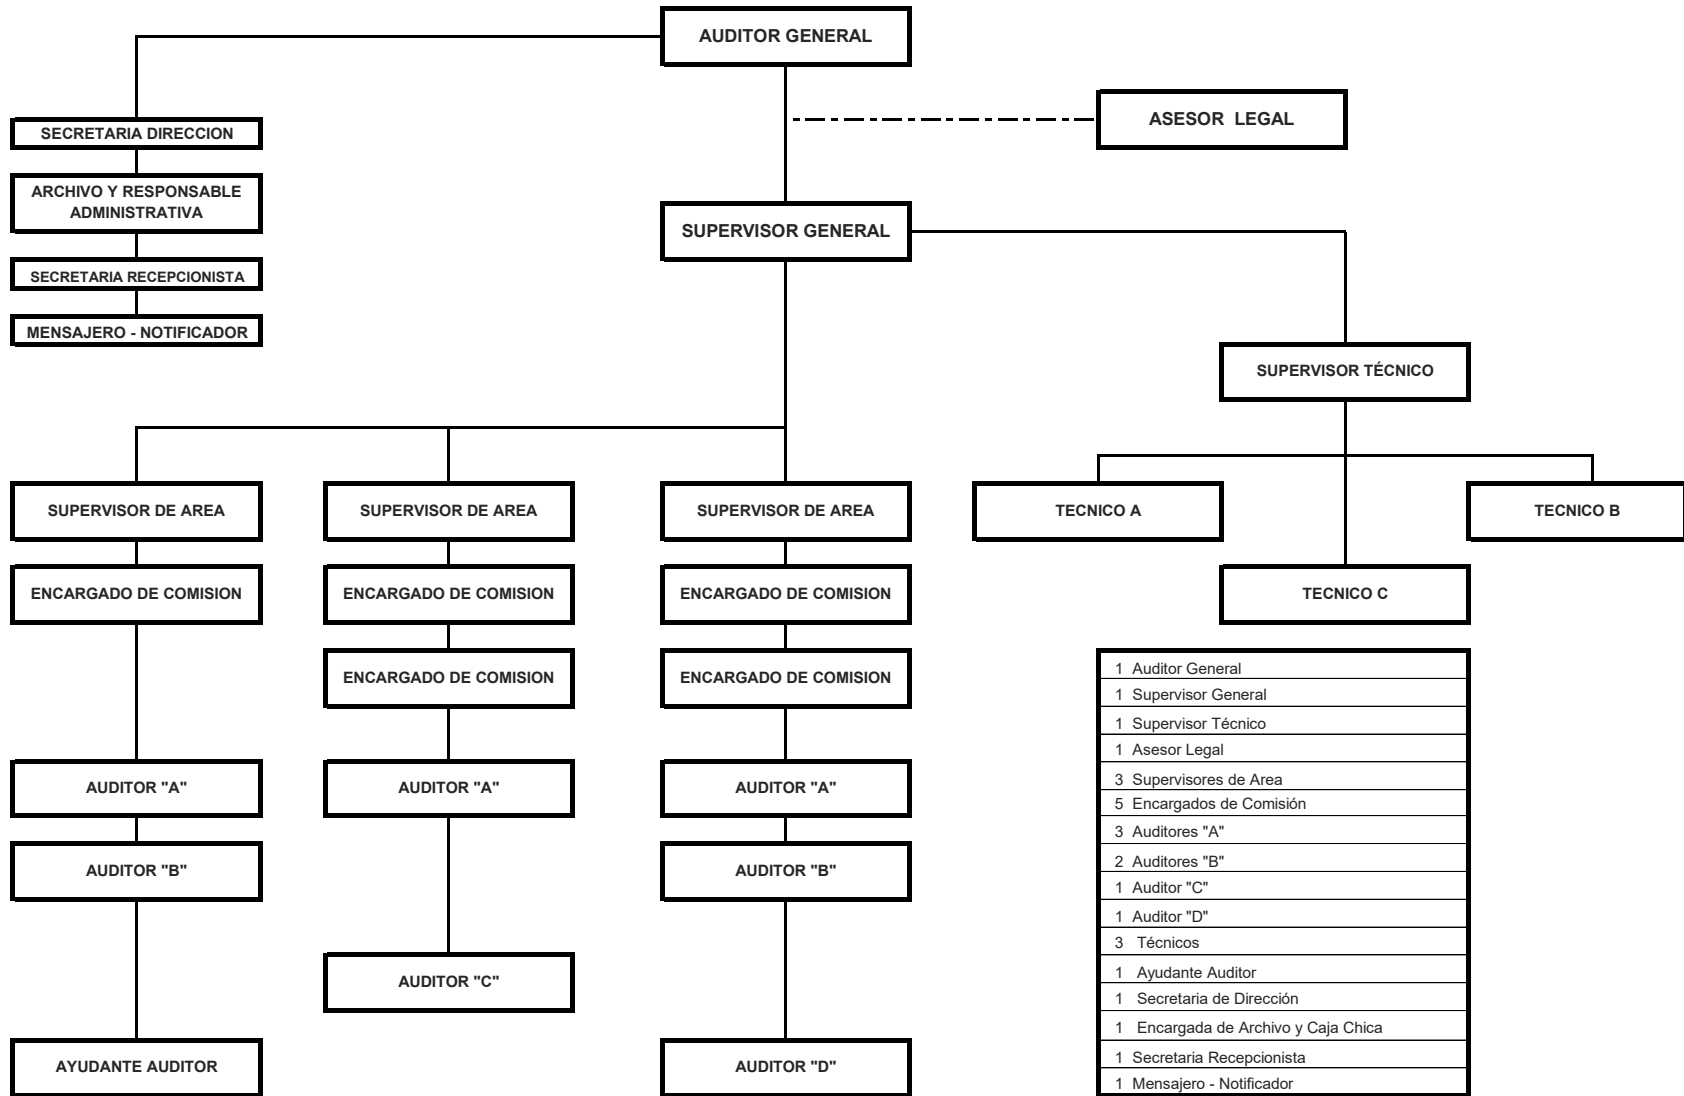 AUDITOR GENERAL
ASESOR LEGAL
SECRETARIA DIRECCION
ARCHIVO Y RESPONSABLE
ADMINISTRATIVA
SUPERVISOR GENERAL
SECRETARIA RECEPCIONISTA
MENSAJERO - NOTIFICADOR
SUPERVISOR TÉCNICO
SUPERVISOR DE AREA
SUPERVISOR DE AREA
SUPERVISOR DE AREA
TECNICO A
TECNICO B
ENCARGADO DE COMISION
ENCARGADO DE COMISION
ENCARGADO DE COMISION
TECNICO C
ENCARGADO DE COMISION
ENCARGADO DE COMISION
AUDITOR "A"
AUDITOR "A"
AUDITOR "A"
AUDITOR "B"
AUDITOR "B"
AUDITOR "C"
AYUDANTE AUDITOR
AUDITOR "D"
1 Auditor General
1 Supervisor General
1 Supervisor Técnico
1 Asesor Legal
3 Supervisores de Area
5 Encargados de Comisión
3 Auditores "A"
2 Auditores "B"
1 Auditor "C"
1 Auditor "D"
3 Técnicos
1 Ayudante Auditor
1 Secretaria de Dirección
1 Encargada de Archivo y Caja Chica
1 Secretaria Recepcionista
1 Mensajero - Notificador